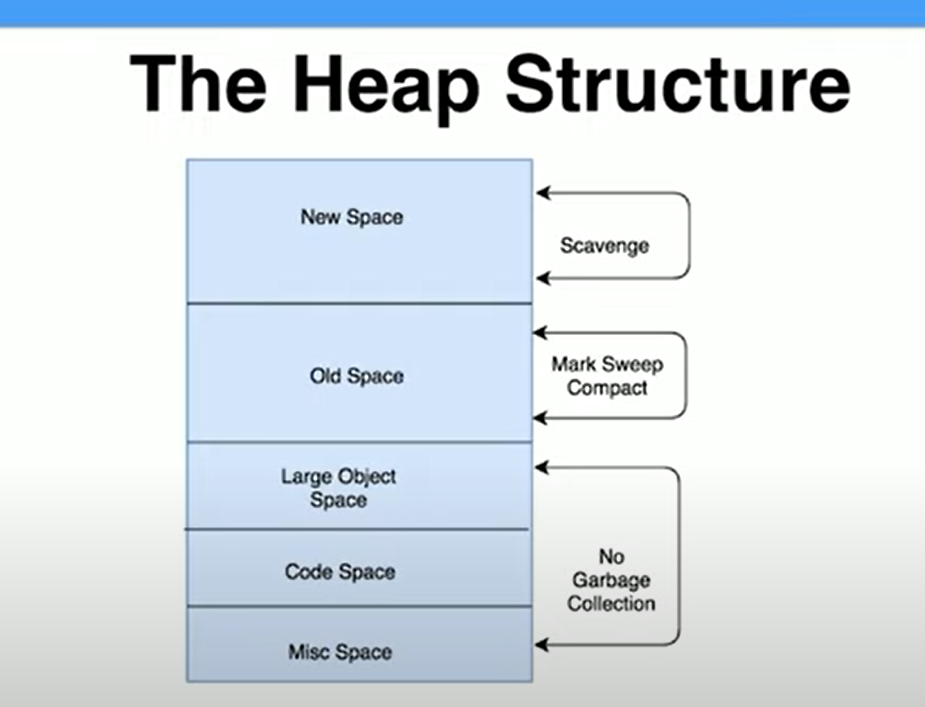 The Heap Structure
New Space
Scavenge
Old Space
Mark Sweep
Compact
Large Object
Space
Code Space
No
Garbage
Collection
Misc Space